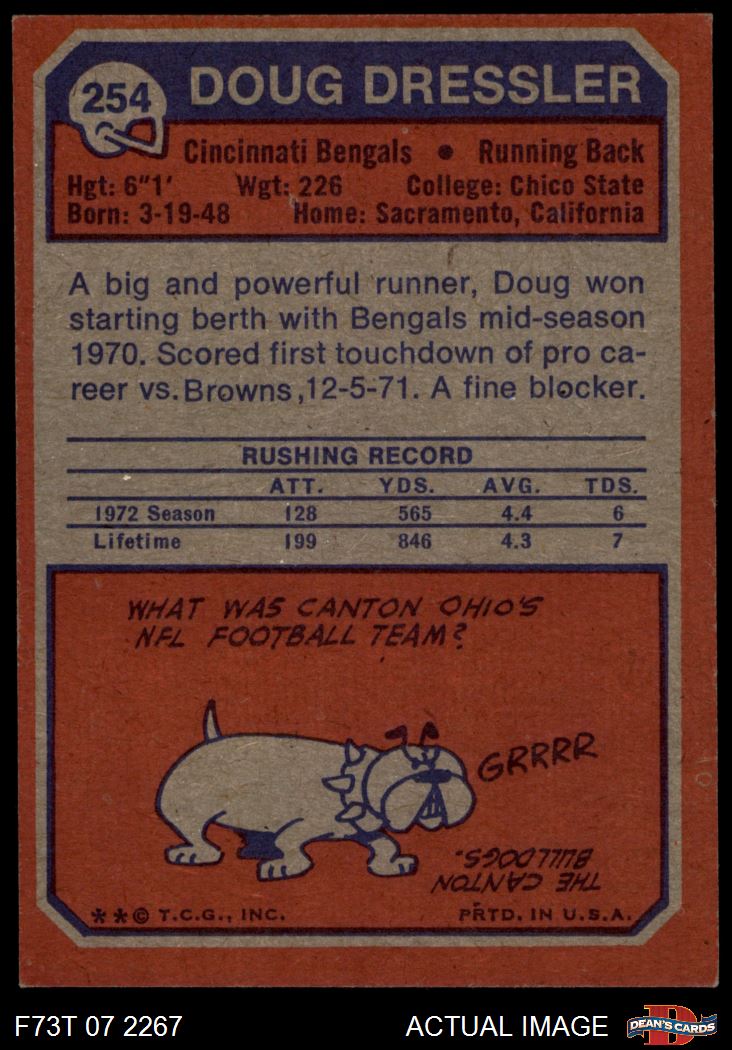 254
DOUG DRESSLER
Cincinnati Bengals • Running Back
Hgt: 6"1' Wgt: 226 College: Chico State
Born: 3-19-48 Home: Sacramento, California
A big and powerful runner, Doug won
starting berth with Bengals mid-season
1970. Scored first touchdown of pro ca-
reer vs. Browns, 12-5-71. A fine blocker.
RUSHING RECORD
ATT. YDS. AVG. TDS.
1972 Season 128 565 4.4 6
Lifetime 199 846 4.3 7
WHAT WAS CANTON OHIO'S
NFL FOOTBALL TEAM?
GRRRR
THE CANTON
BULLDOGS.
**© T.C.G., INC. PRTD. IN U.S.A.
F73T 07 2267 ACTUAL IMAGE D DEAN'S CARDS